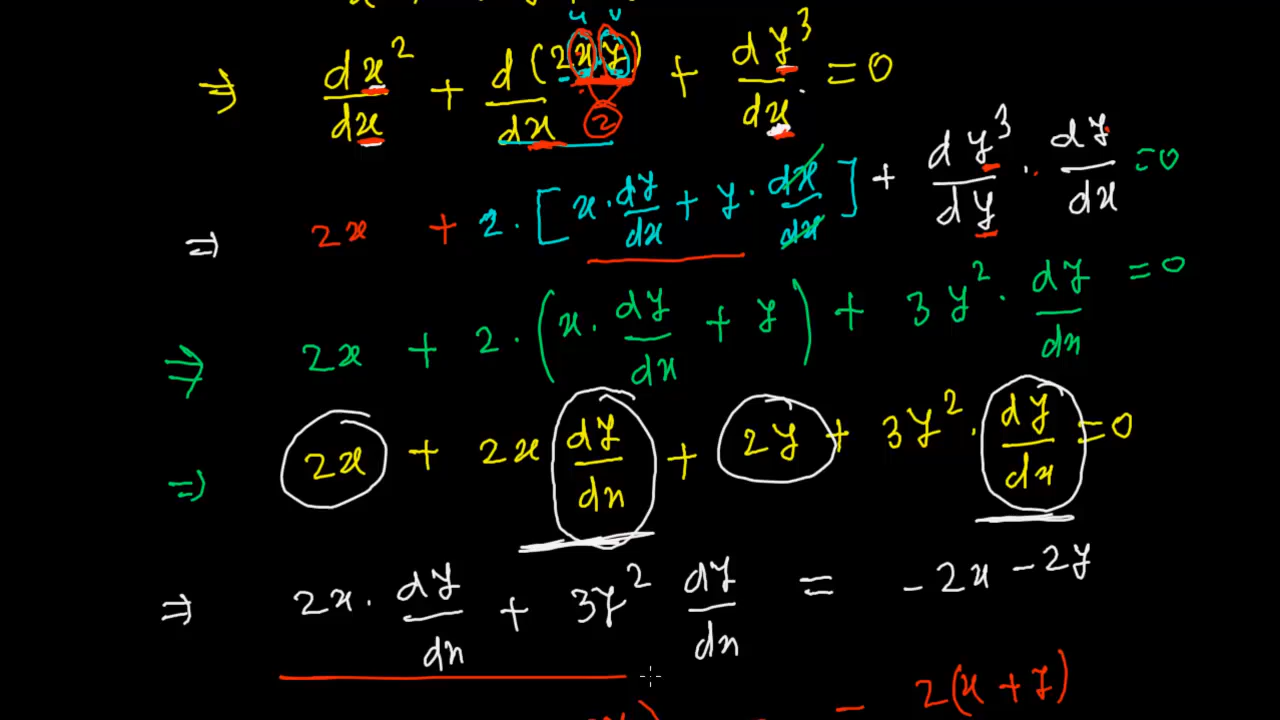 u v
⇒ dx²/dx + d(2xy)/dx + dy³/dx = 0
2
⇒ 2x + 2·[x·dy/dx + y·dx/dx] + dy³/dy · dy/dx = 0
⇒ 2x + 2·(x·dy/dx + y) + 3y²·dy/dx = 0
⇒ 2x + 2x dy/dx + 2y + 3y²·dy/dx = 0
⇒ 2x·dy/dx + 3y² dy/dx = -2x - 2y
- 2(x + y)